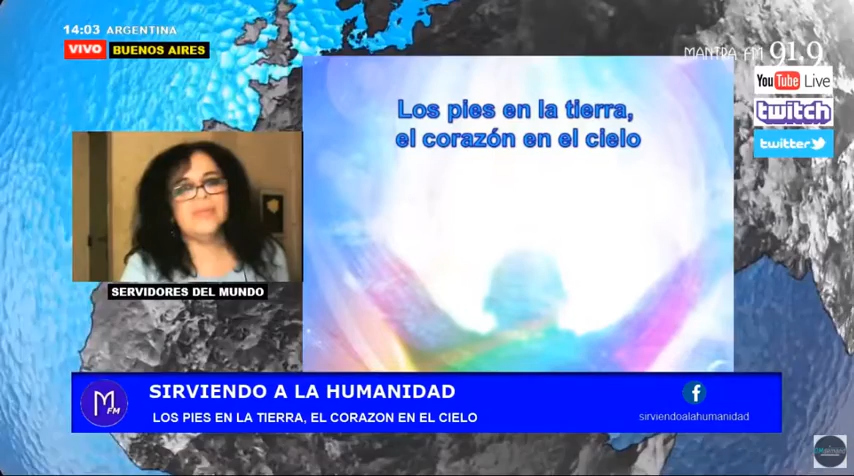 14:03 ARGENTINA
VIVO BUENOS AIRES
MANTRA FM 91.9
YouTube Live
twitch
twitter
Los pies en la tierra,
el corazón en el cielo
SERVIDORES DEL MUNDO
M FM
SIRVIENDO A LA HUMANIDAD
LOS PIES EN LA TIERRA, EL CORAZON EN EL CIELO
f
sirviendoalahumanidad